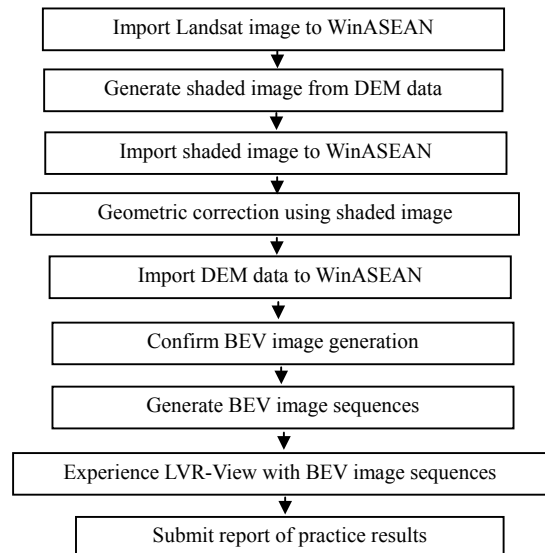 Import Landsat image to WinASEAN
Generate shaded image from DEM data
Import shaded image to WinASEAN
Geometric correction using shaded image
Import DEM data to WinASEAN
Confirm BEV image generation
Generate BEV image sequences
Experience LVR-View with BEV image sequences
Submit report of practice results